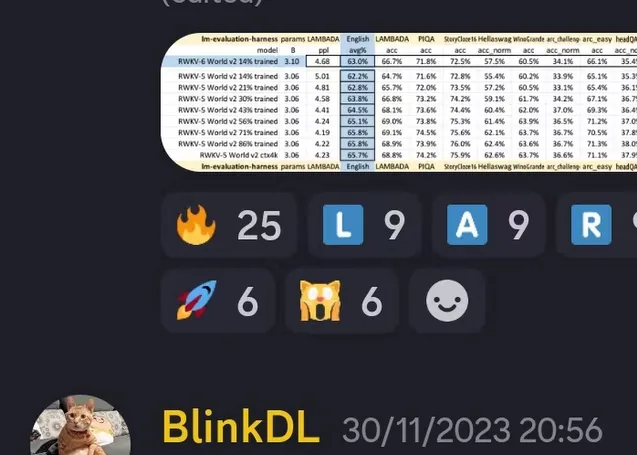 (edited)
lm-evaluation-harness params LAMBADA English LAMBADA PIQA StoryCloze16 Hellaswag WinoGrande arc_challeng arc_easy headQA
model B ppl avg% acc acc acc acc_norm acc acc_norm acc acc_
RWKV-6 World v2 14% trained 3.10 4.68 63.0% 66.7% 71.8% 72.5% 57.5% 60.5% 34.1% 66.1% 35.4
RWKV-5 World v2 14% trained 3.06 5.01 62.2% 64.7% 71.6% 72.8% 55.4% 60.2% 33.9% 65.1% 35.3
RWKV-5 World v2 21% trained 3.06 4.81 62.8% 65.7% 72.0% 73.5% 57.2% 60.5% 33.1% 65.4% 36.1
RWKV-5 World v2 30% trained 3.06 4.58 63.8% 66.8% 73.2% 74.2% 59.1% 61.7% 34.2% 67.1% 36.7
RWKV-5 World v2 43% trained 3.06 4.41 64.5% 68.1% 73.6% 74.4% 60.4% 62.0% 37.0% 69.3% 36.4
RWKV-5 World v2 56% trained 3.06 4.24 65.1% 69.0% 73.8% 75.3% 61.4% 63.9% 36.5% 71.2% 37.0
RWKV-5 World v2 71% trained 3.06 4.19 65.8% 69.1% 74.5% 75.6% 62.1% 63.7% 36.7% 70.5% 37.8
RWKV-5 World v2 86% trained 3.06 4.22 65.8% 68.9% 73.9% 76.0% 62.4% 63.6% 36.7% 71.3% 38.0
RWKV-5 World v2 ctx4k 3.06 4.23 65.7% 68.8% 74.2% 75.9% 62.6% 63.7% 36.6% 71.1% 37.9
lm-evaluation-harness params LAMBADA English LAMBADA PIQA StoryCloze16 Hellaswag WinoGrande arc_challeng arc_easy headQA
25 L 9 A 9 R
6 6
BlinkDL 30/11/2023 20:56